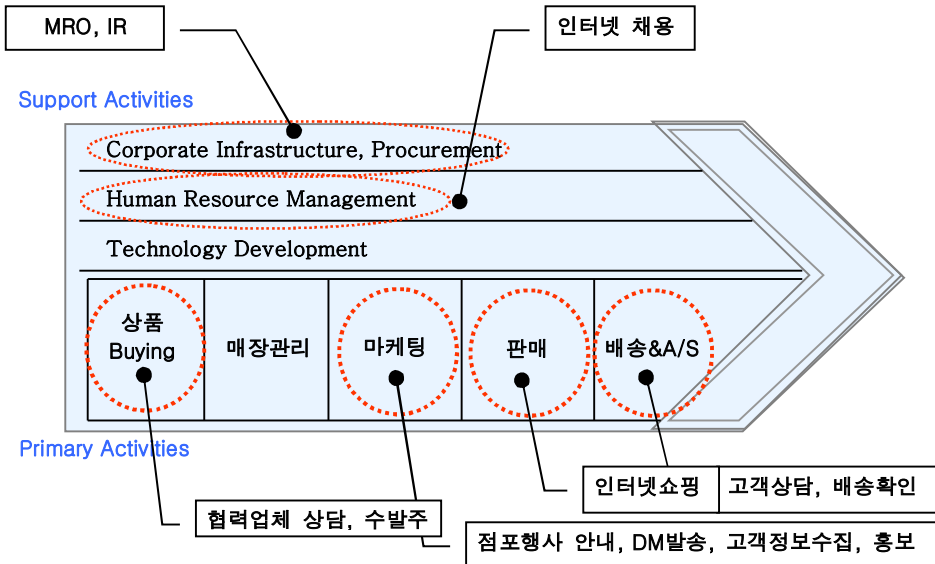 MRO, IR
인터넷 채용
Support Activities
Corporate Infrastructure, Procurement
Human Resource Management
Technology Development
상품
Buying
매장관리
마케팅
판매
배송&A/S
Primary Activities
인터넷쇼핑
고객상담, 배송확인
협력업체 상담, 수발주
점포행사 안내, DM발송, 고객정보수집, 홍보